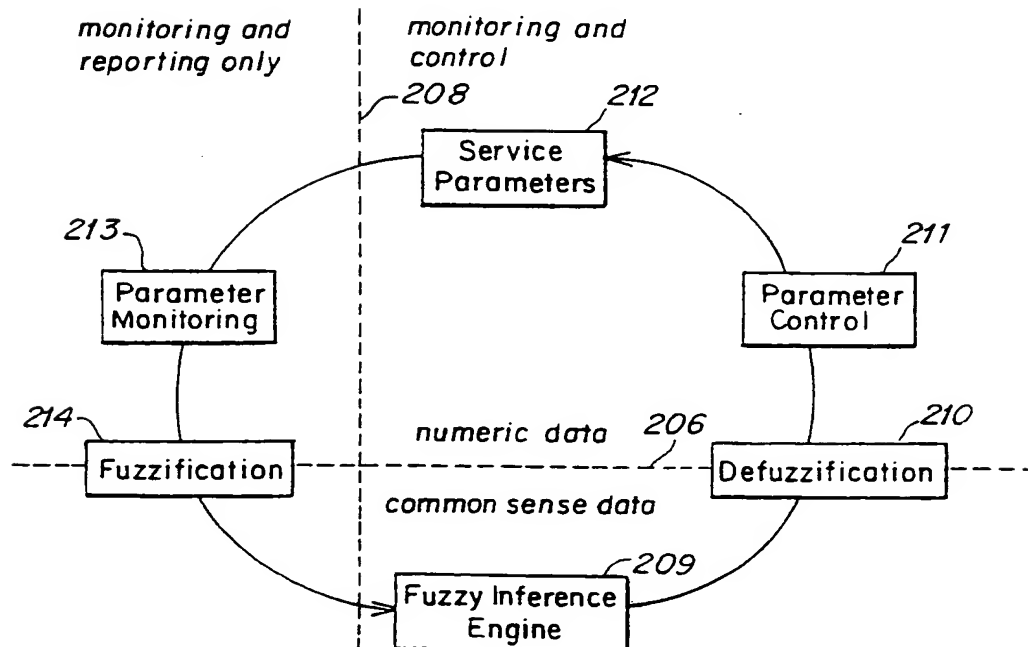 monitoring and
reporting only
monitoring and
control
208
212
Service
Parameters
213
211
Parameter
Monitoring
Parameter
Control
214
numeric data
206
210
Fuzzification
Defuzzification
common sense data
209
Fuzzy Inference
Engine